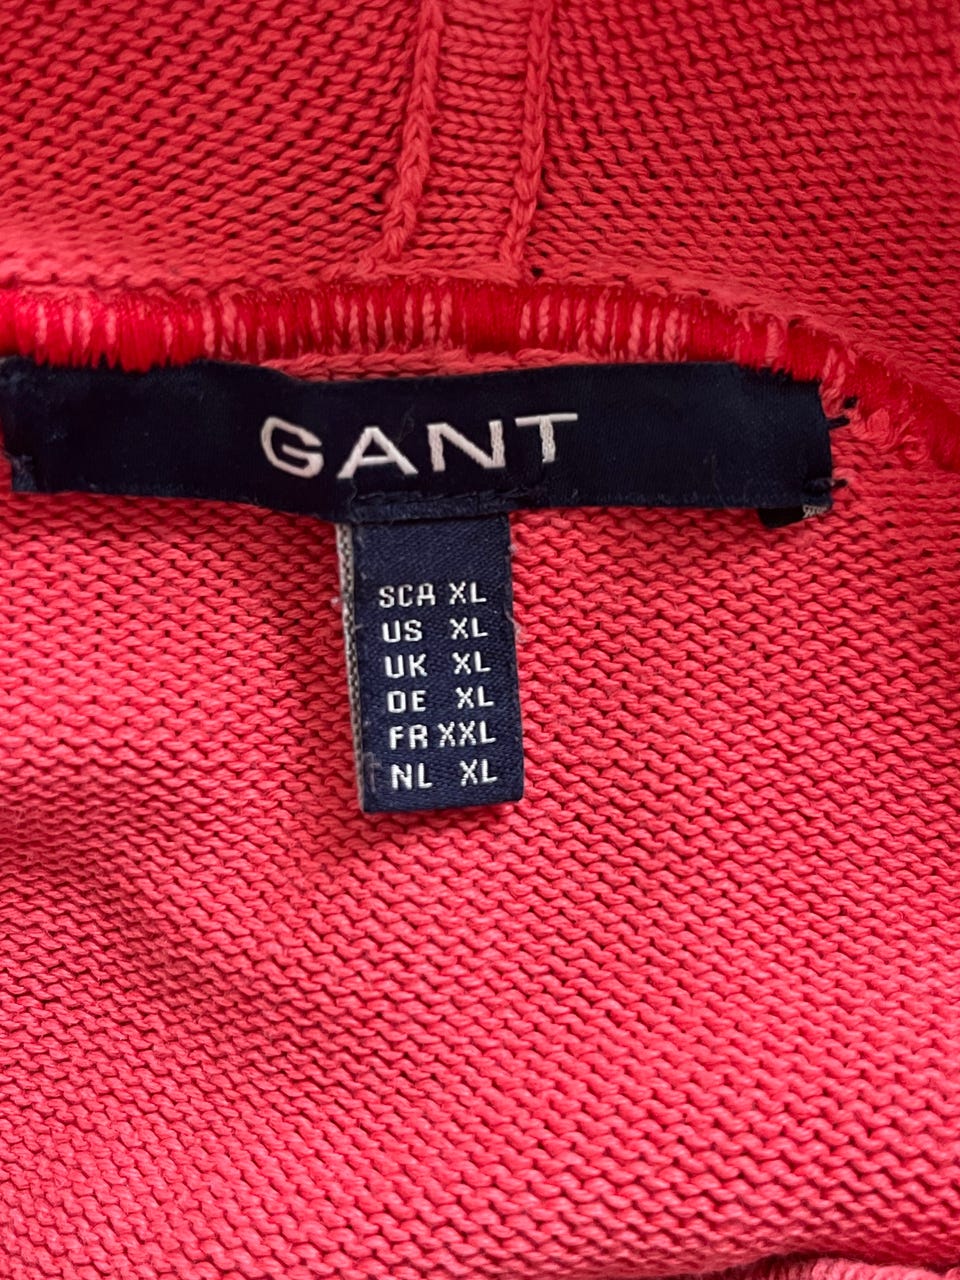 GANT
SCA XL
US XL
UK XL
DE XL
FR XXL
NL XL